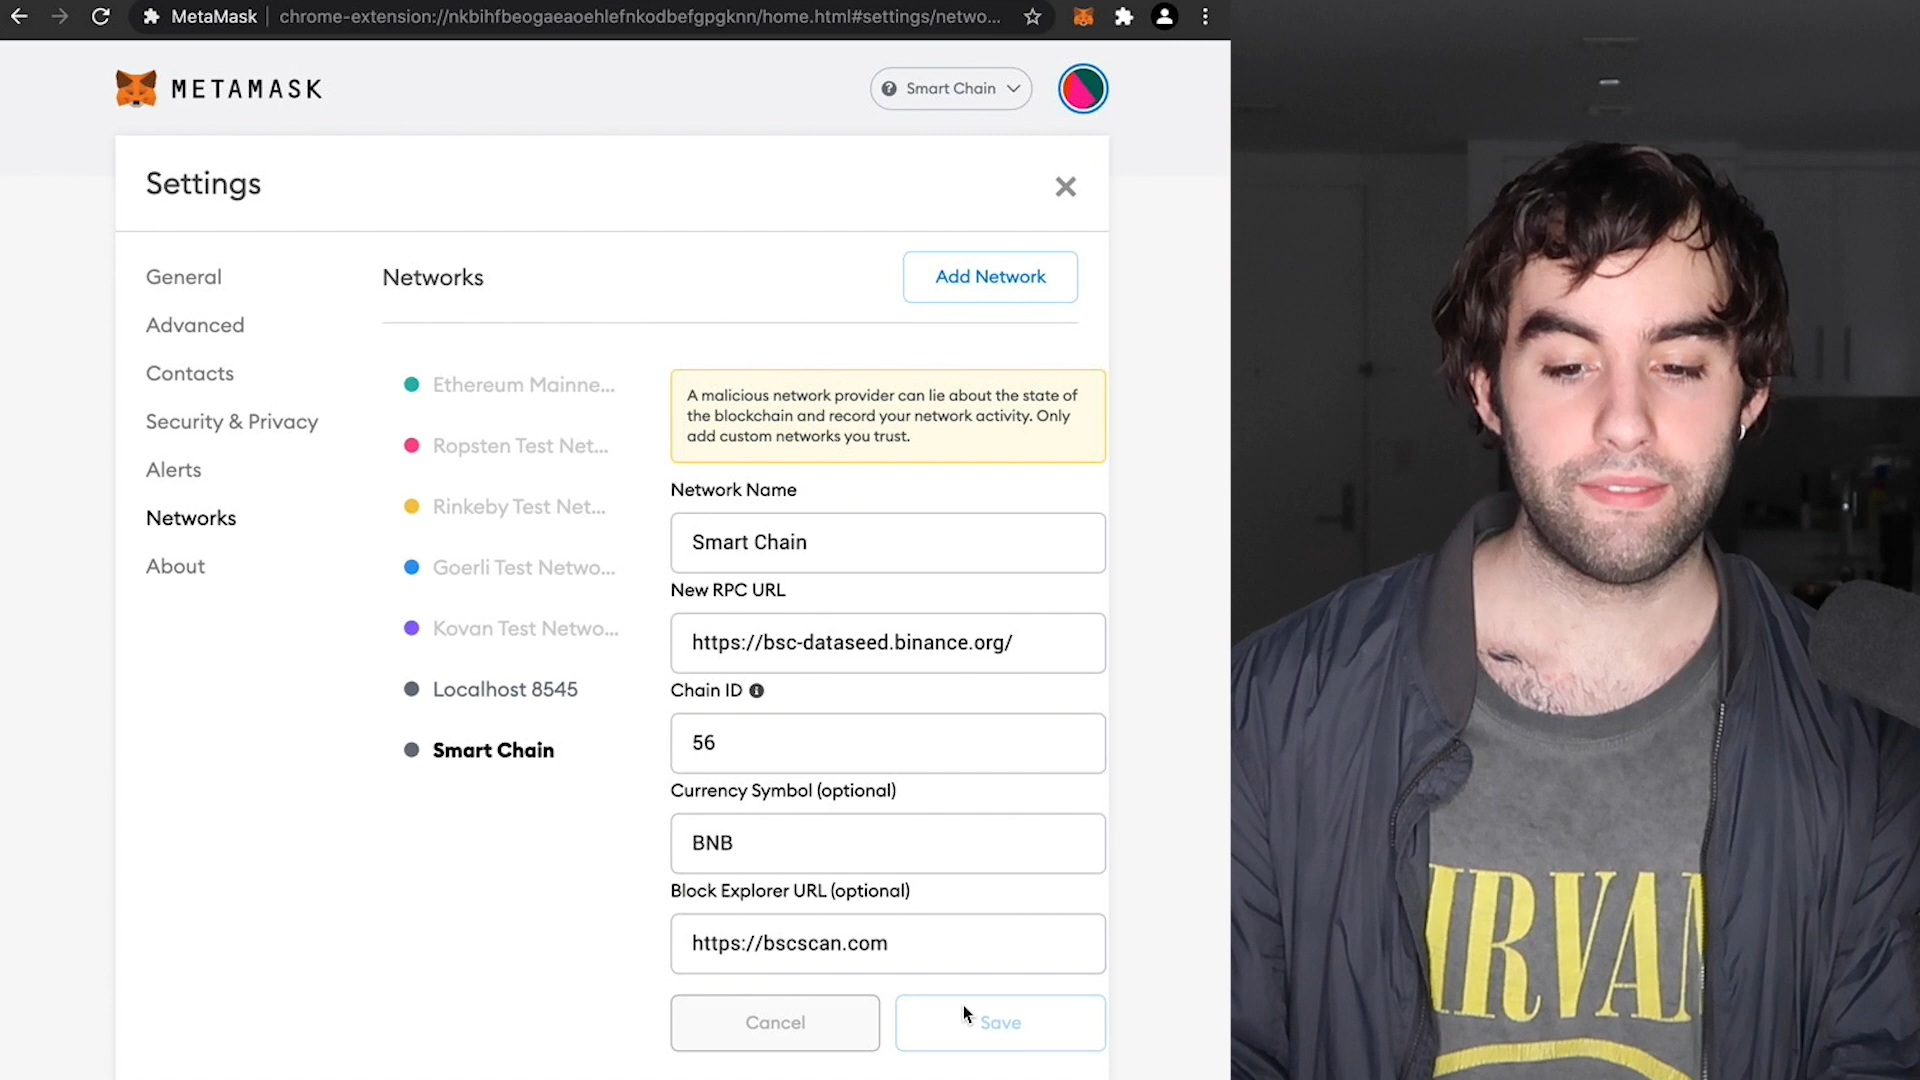 MetaMask
chrome-extension://nkbihfbeogaeaoehlefnkodbefgpgknn/home.html#settings/netwo...
METAMASK
Smart Chain
Settings
General
Advanced
Contacts
Security & Privacy
Alerts
Networks
About
Networks
Add Network
Ethereum Mainne...
Ropsten Test Net...
Rinkeby Test Net...
Goerli Test Netwo...
Kovan Test Netwo...
Localhost 8545
Smart Chain
A malicious network provider can lie about the state of
the blockchain and record your network activity. Only
add custom networks you trust.
Network Name
Smart Chain
New RPC URL
https://bsc-dataseed.binance.org/
Chain ID
56
Currency Symbol (optional)
BNB
Block Explorer URL (optional)
https://bscscan.com
Cancel
Save
IRVAN